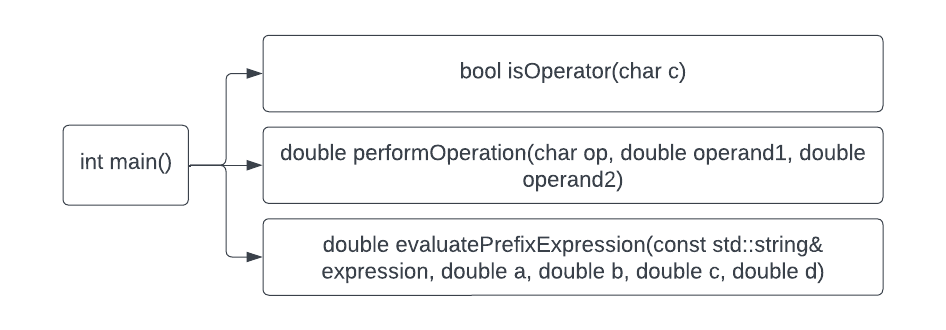 bool isOperator(char c)
int main()
double performOperation(char op, double operand1, double
operand2)
double evaluatePrefixExpression(const std::string&
expression, double a, double b, double c, double d)